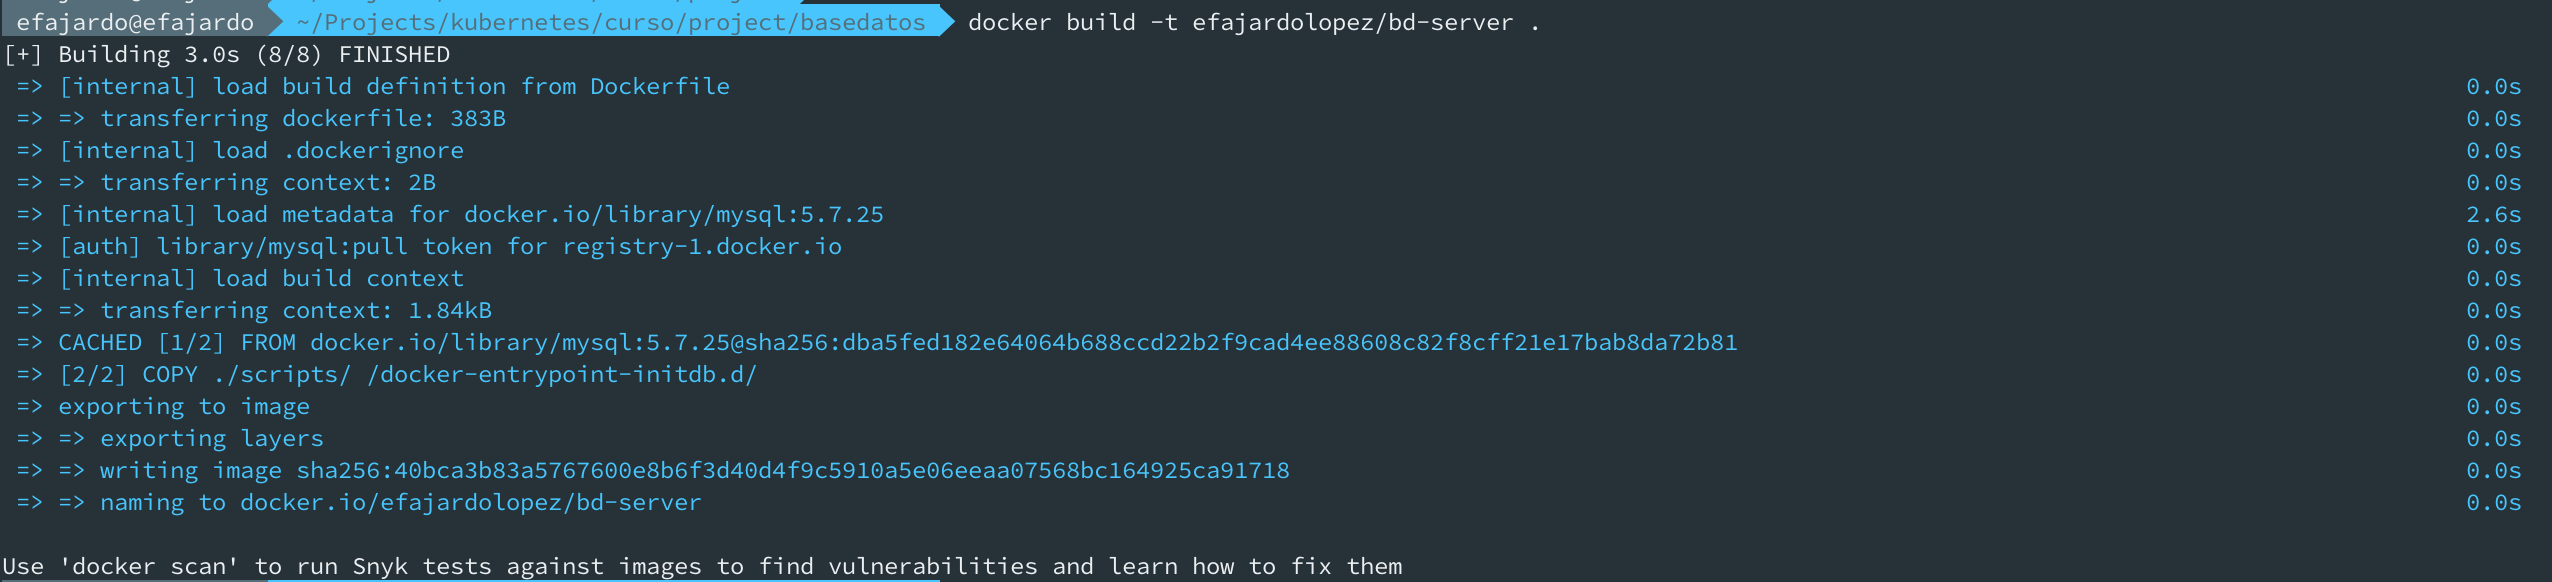 efajardo@efajardo ~/Projects/kubernetes/curso/project/basedatos docker build -t efajardolopez/bd-server .
[+] Building 3.0s (8/8) FINISHED
=> [internal] load build definition from Dockerfile 0.0s
=> => transferring dockerfile: 383B 0.0s
=> [internal] load .dockerignore 0.0s
=> => transferring context: 2B 0.0s
=> [internal] load metadata for docker.io/library/mysql:5.7.25 2.6s
=> [auth] library/mysql:pull token for registry-1.docker.io 0.0s
=> [internal] load build context 0.0s
=> => transferring context: 1.84kB 0.0s
=> CACHED [1/2] FROM docker.io/library/mysql:5.7.25@sha256:dba5fed182e64064b688ccd22b2f9cad4ee88608c82f8cff21e17bab8da72b81 0.0s
=> [2/2] COPY ./scripts/ /docker-entrypoint-initdb.d/ 0.0s
=> exporting to image 0.0s
=> => exporting layers 0.0s
=> => writing image sha256:40bca3b83a5767600e8b6f3d40d4f9c5910a5e06eeaa07568bc164925ca91718 0.0s
=> => naming to docker.io/efajardolopez/bd-server 0.0s
Use 'docker scan' to run Snyk tests against images to find vulnerabilities and learn how to fix them